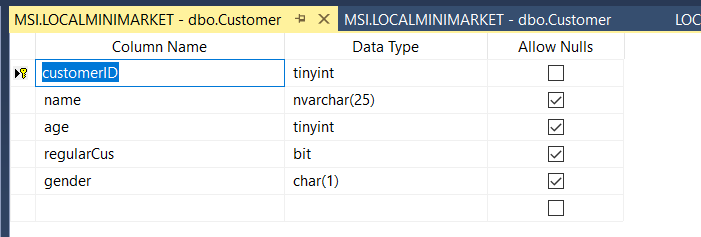 MSI.LOCALMINIMARKET - dbo.Customer MSI.LOCALMINIMARKET - dbo.Customer LOC
Column Name Data Type Allow Nulls
customerID tinyint
name nvarchar(25)
age tinyint
regularCus bit
gender char(1)